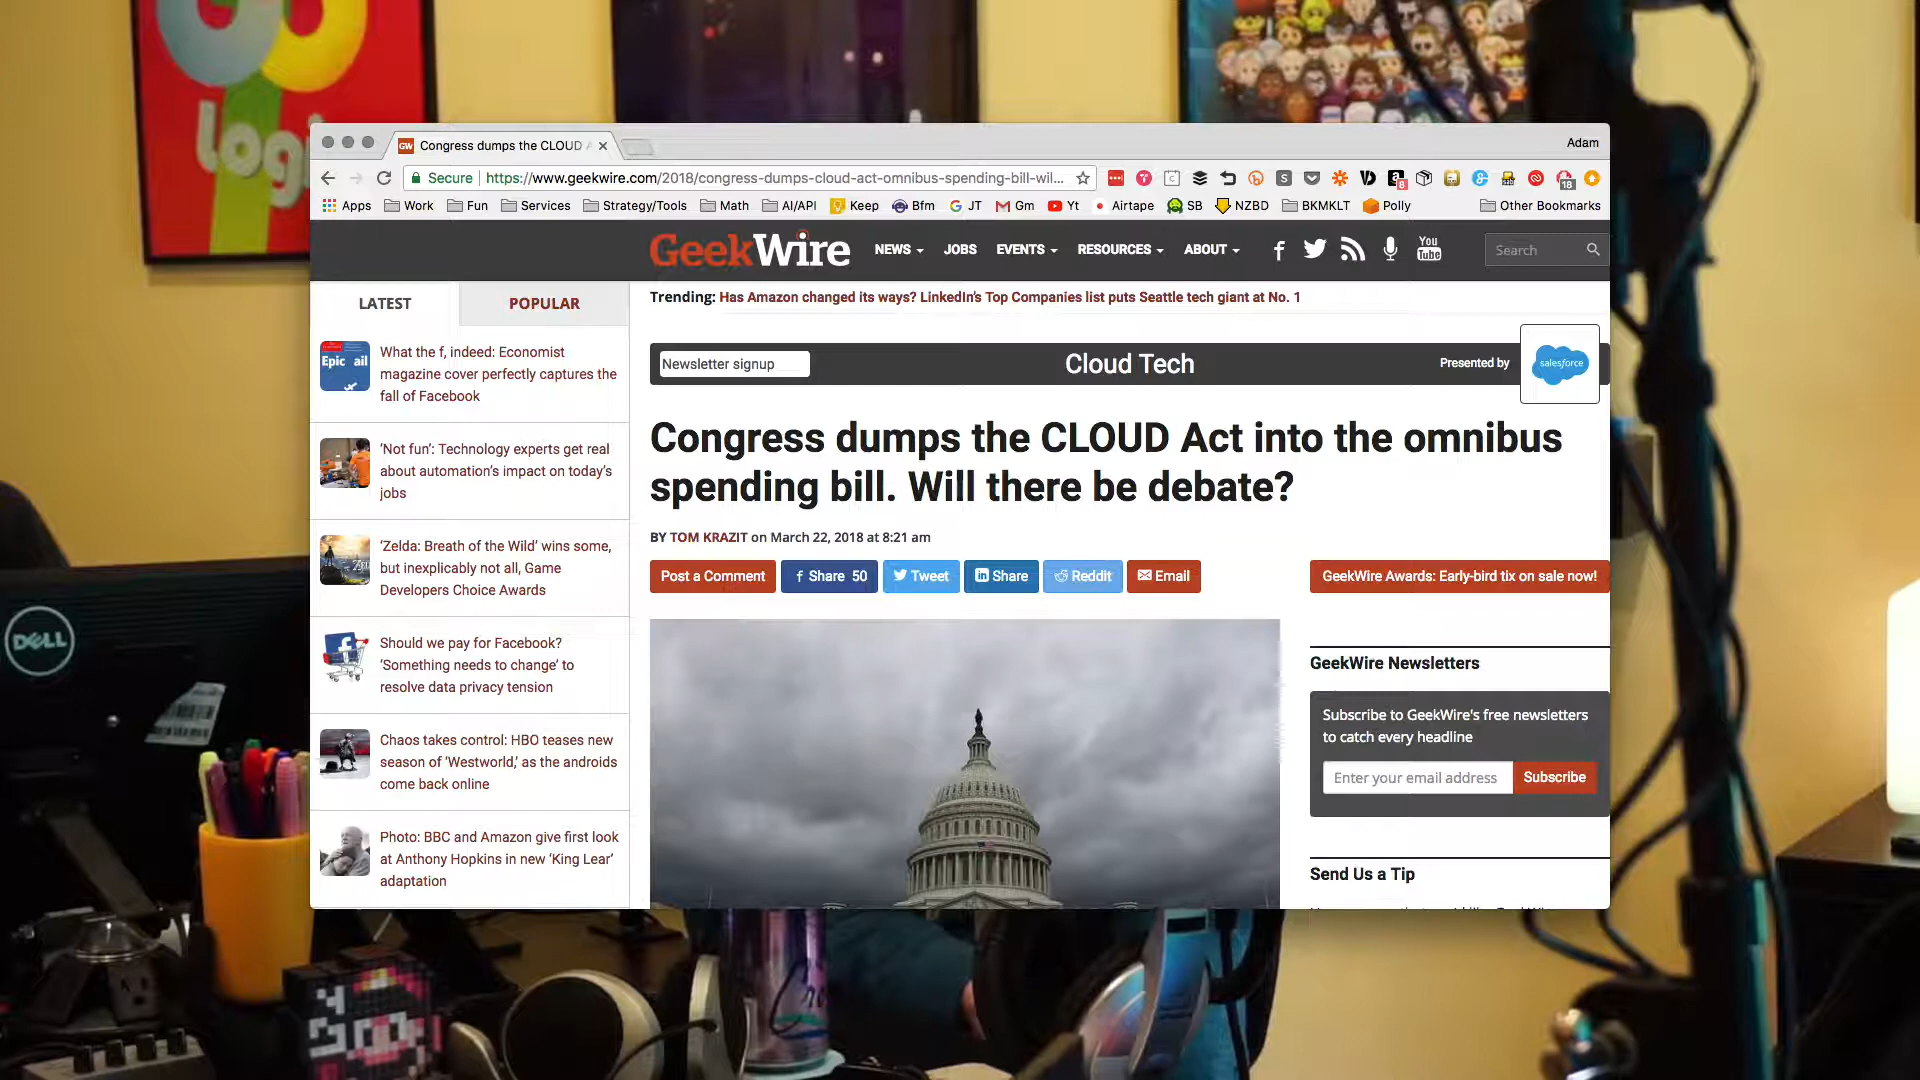 logi
Congress dumps the CLOUD A
Adam
Secure
https://www.geekwire.com/2018/congress-dumps-cloud-act-omnibus-spending-bill-wil...
8
18
Apps Work Fun Services Strategy/Tools Math AI/API Keep Bfm JT Gm Yt Airtape SB NZBD BKMKLT Polly Other Bookmarks
GeekWire NEWS JOBS EVENTS RESOURCES ABOUT You Tube Search
LATEST POPULAR
Trending: Has Amazon changed its ways? LinkedIn's Top Companies list puts Seattle tech giant at No. 1
Newsletter signup
Cloud Tech
Presented by
salesforce
Epic ail
What the f, indeed: Economist
magazine cover perfectly captures the
fall of Facebook
‘Not fun’: Technology experts get real
about automation’s impact on today’s
jobs
‘Zelda: Breath of the Wild’ wins some,
but inexplicably not all, Game
Developers Choice Awards
Should we pay for Facebook?
‘Something needs to change’ to
resolve data privacy tension
Chaos takes control: HBO teases new
season of ‘Westworld,’ as the androids
come back online
Photo: BBC and Amazon give first look
at Anthony Hopkins in new ‘King Lear’
adaptation
Congress dumps the CLOUD Act into the omnibus
spending bill. Will there be debate?
BY TOM KRAZIT on March 22, 2018 at 8:21 am
Post a Comment
Share 50
Tweet
Share
Reddit
Email
GeekWire Awards: Early-bird tix on sale now!
GeekWire Newsletters
Subscribe to GeekWire's free newsletters
to catch every headline
Enter your email address
Subscribe
Send Us a Tip
DELL